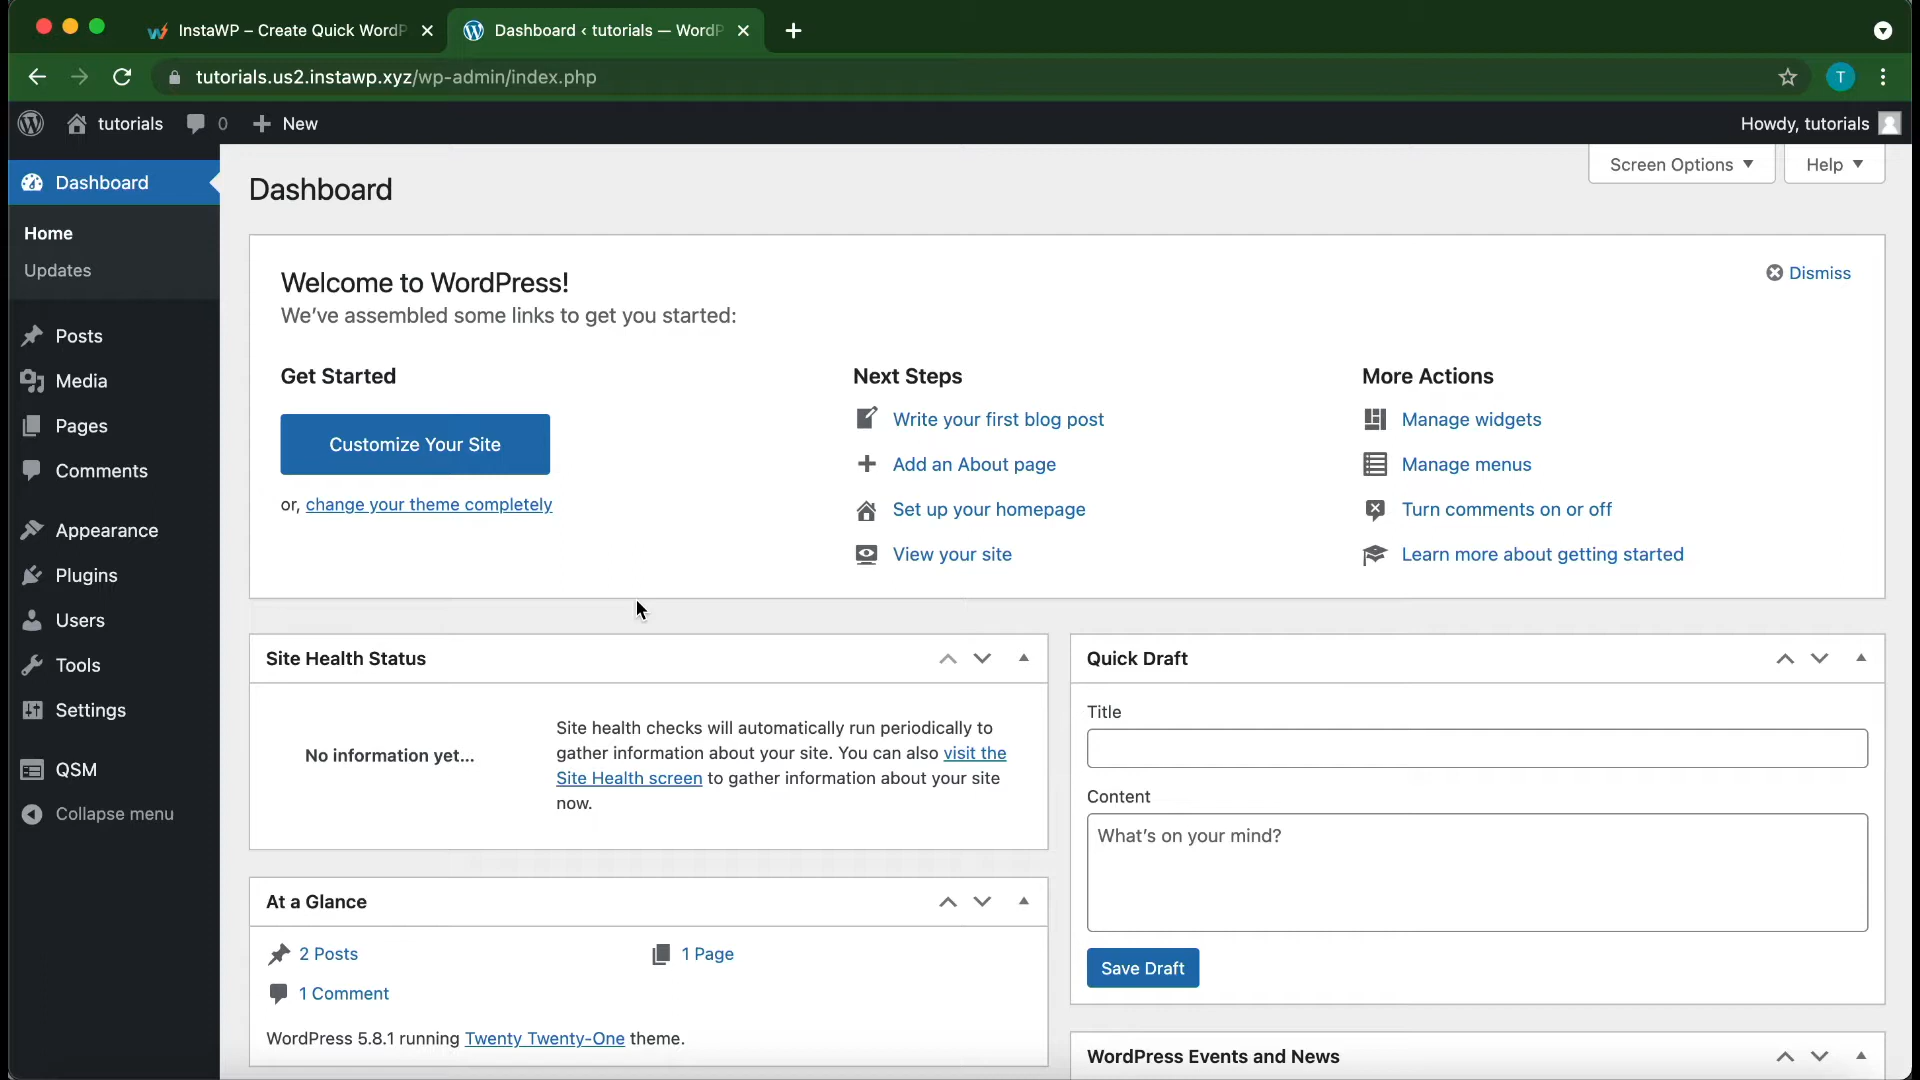 InstaWP – Create Quick WordP
Dashboard ‹ tutorials — WordP
tutorials.us2.instawp.xyz/wp-admin/index.php
T
tutorials
0
New
Howdy, tutorials
Dashboard
Home
Updates
Posts
Media
Pages
Comments
Appearance
Plugins
Users
Tools
Settings
QSM
Collapse menu
Screen Options
Help
Dashboard
Welcome to WordPress!
We’ve assembled some links to get you started:
Dismiss
Get Started
Customize Your Site
or, change your theme completely
Next Steps
Write your first blog post
Add an About page
Set up your homepage
View your site
More Actions
Manage widgets
Manage menus
Turn comments on or off
Learn more about getting started
Site Health Status
No information yet...
Site health checks will automatically run periodically to
gather information about your site. You can also visit the
Site Health screen to gather information about your site
now.
At a Glance
2 Posts
1 Page
1 Comment
WordPress 5.8.1 running Twenty Twenty-One theme.
Quick Draft
Title
Content
What’s on your mind?
Save Draft
WordPress Events and News